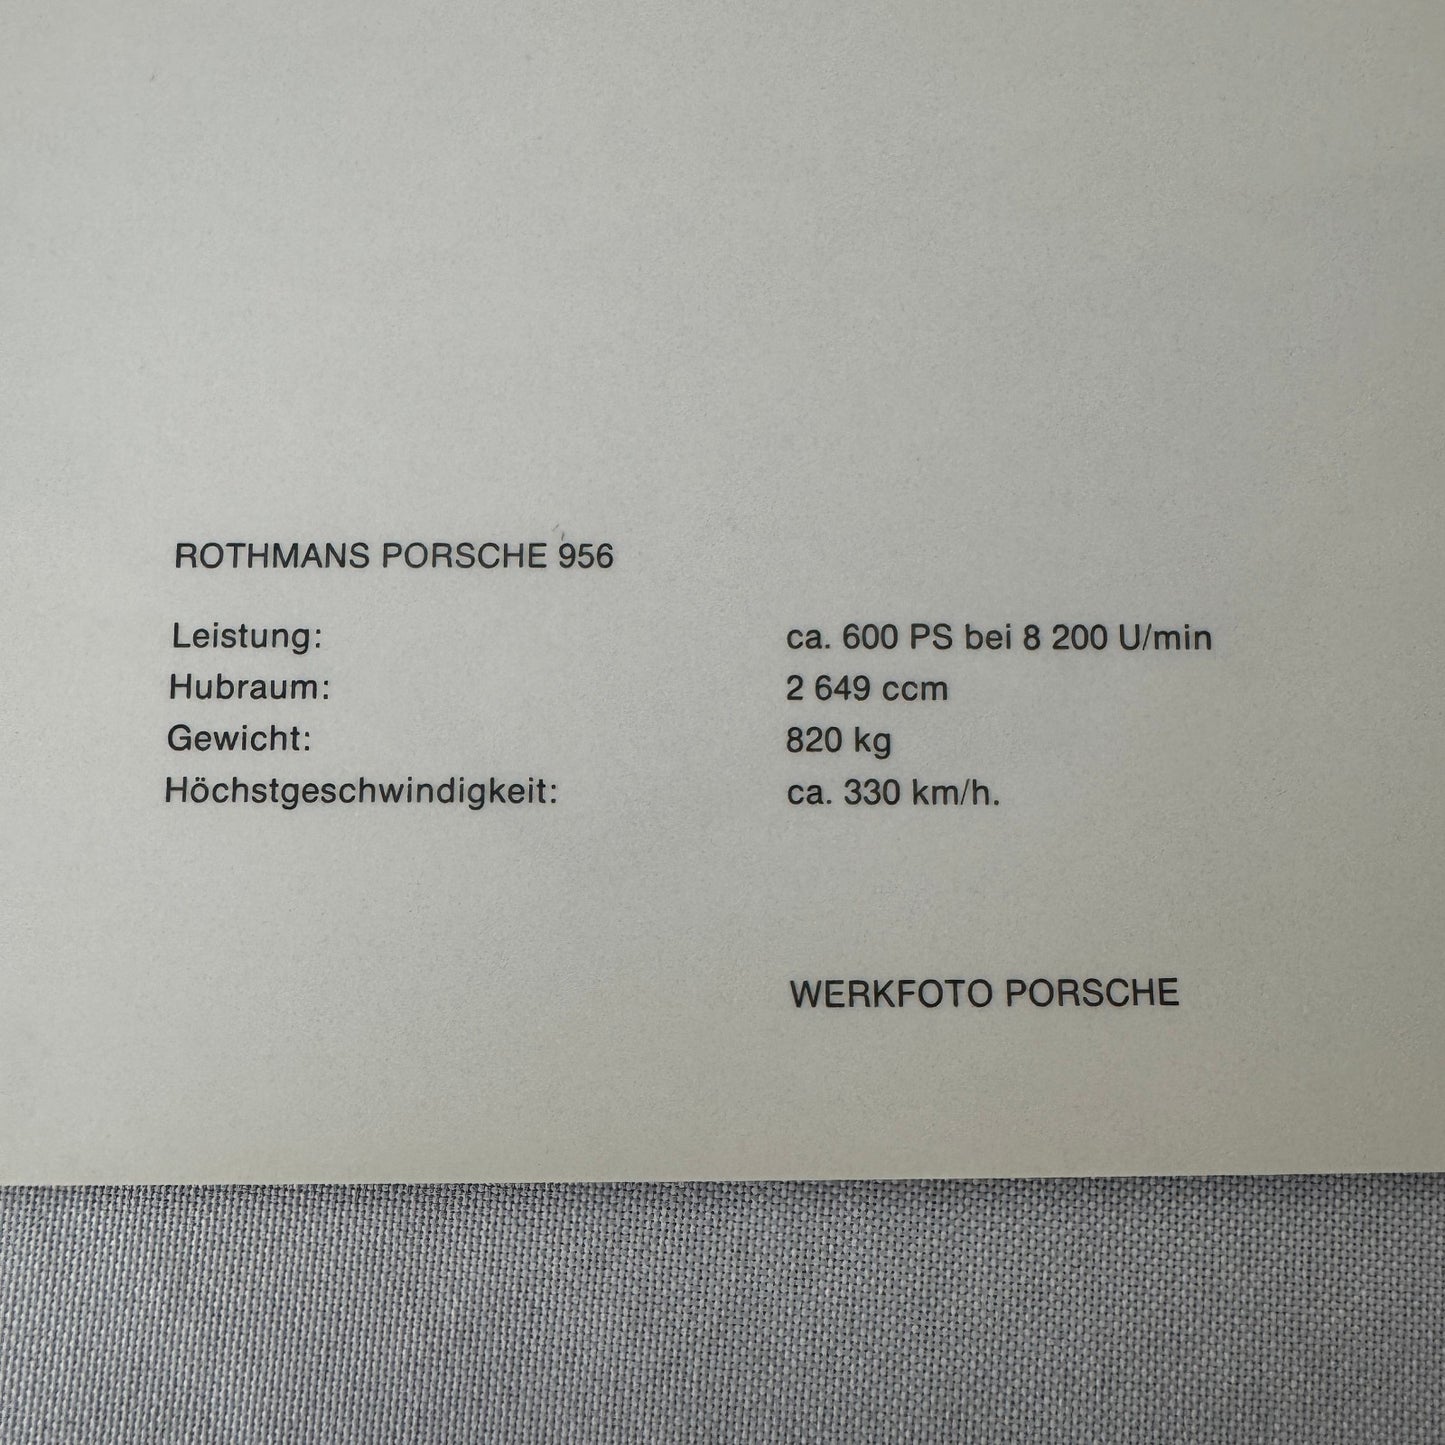 ROTHMANS PORSCHE 956
Leistung: ca. 600 PS bei 8 200 U/min
Hubraum: 2 649 ccm
Gewicht: 820 kg
Höchstgeschwindigkeit: ca. 330 km/h.
WERKFOTO PORSCHE